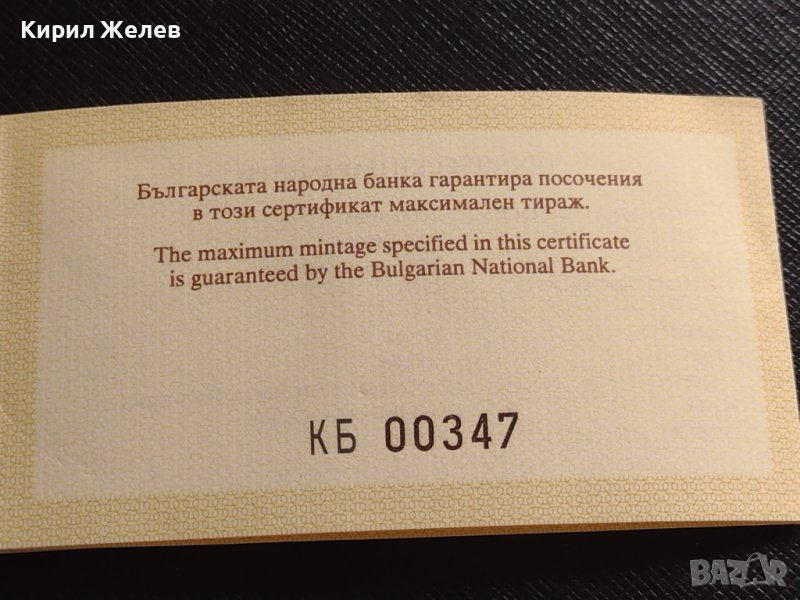 Кирил Желев
Българската народна банка гарантира посочения
в този сертификат максимален тираж.
The maximum mintage specified in this certificate
is guaranteed by the Bulgarian National Bank.
КБ 00347
BAZAR